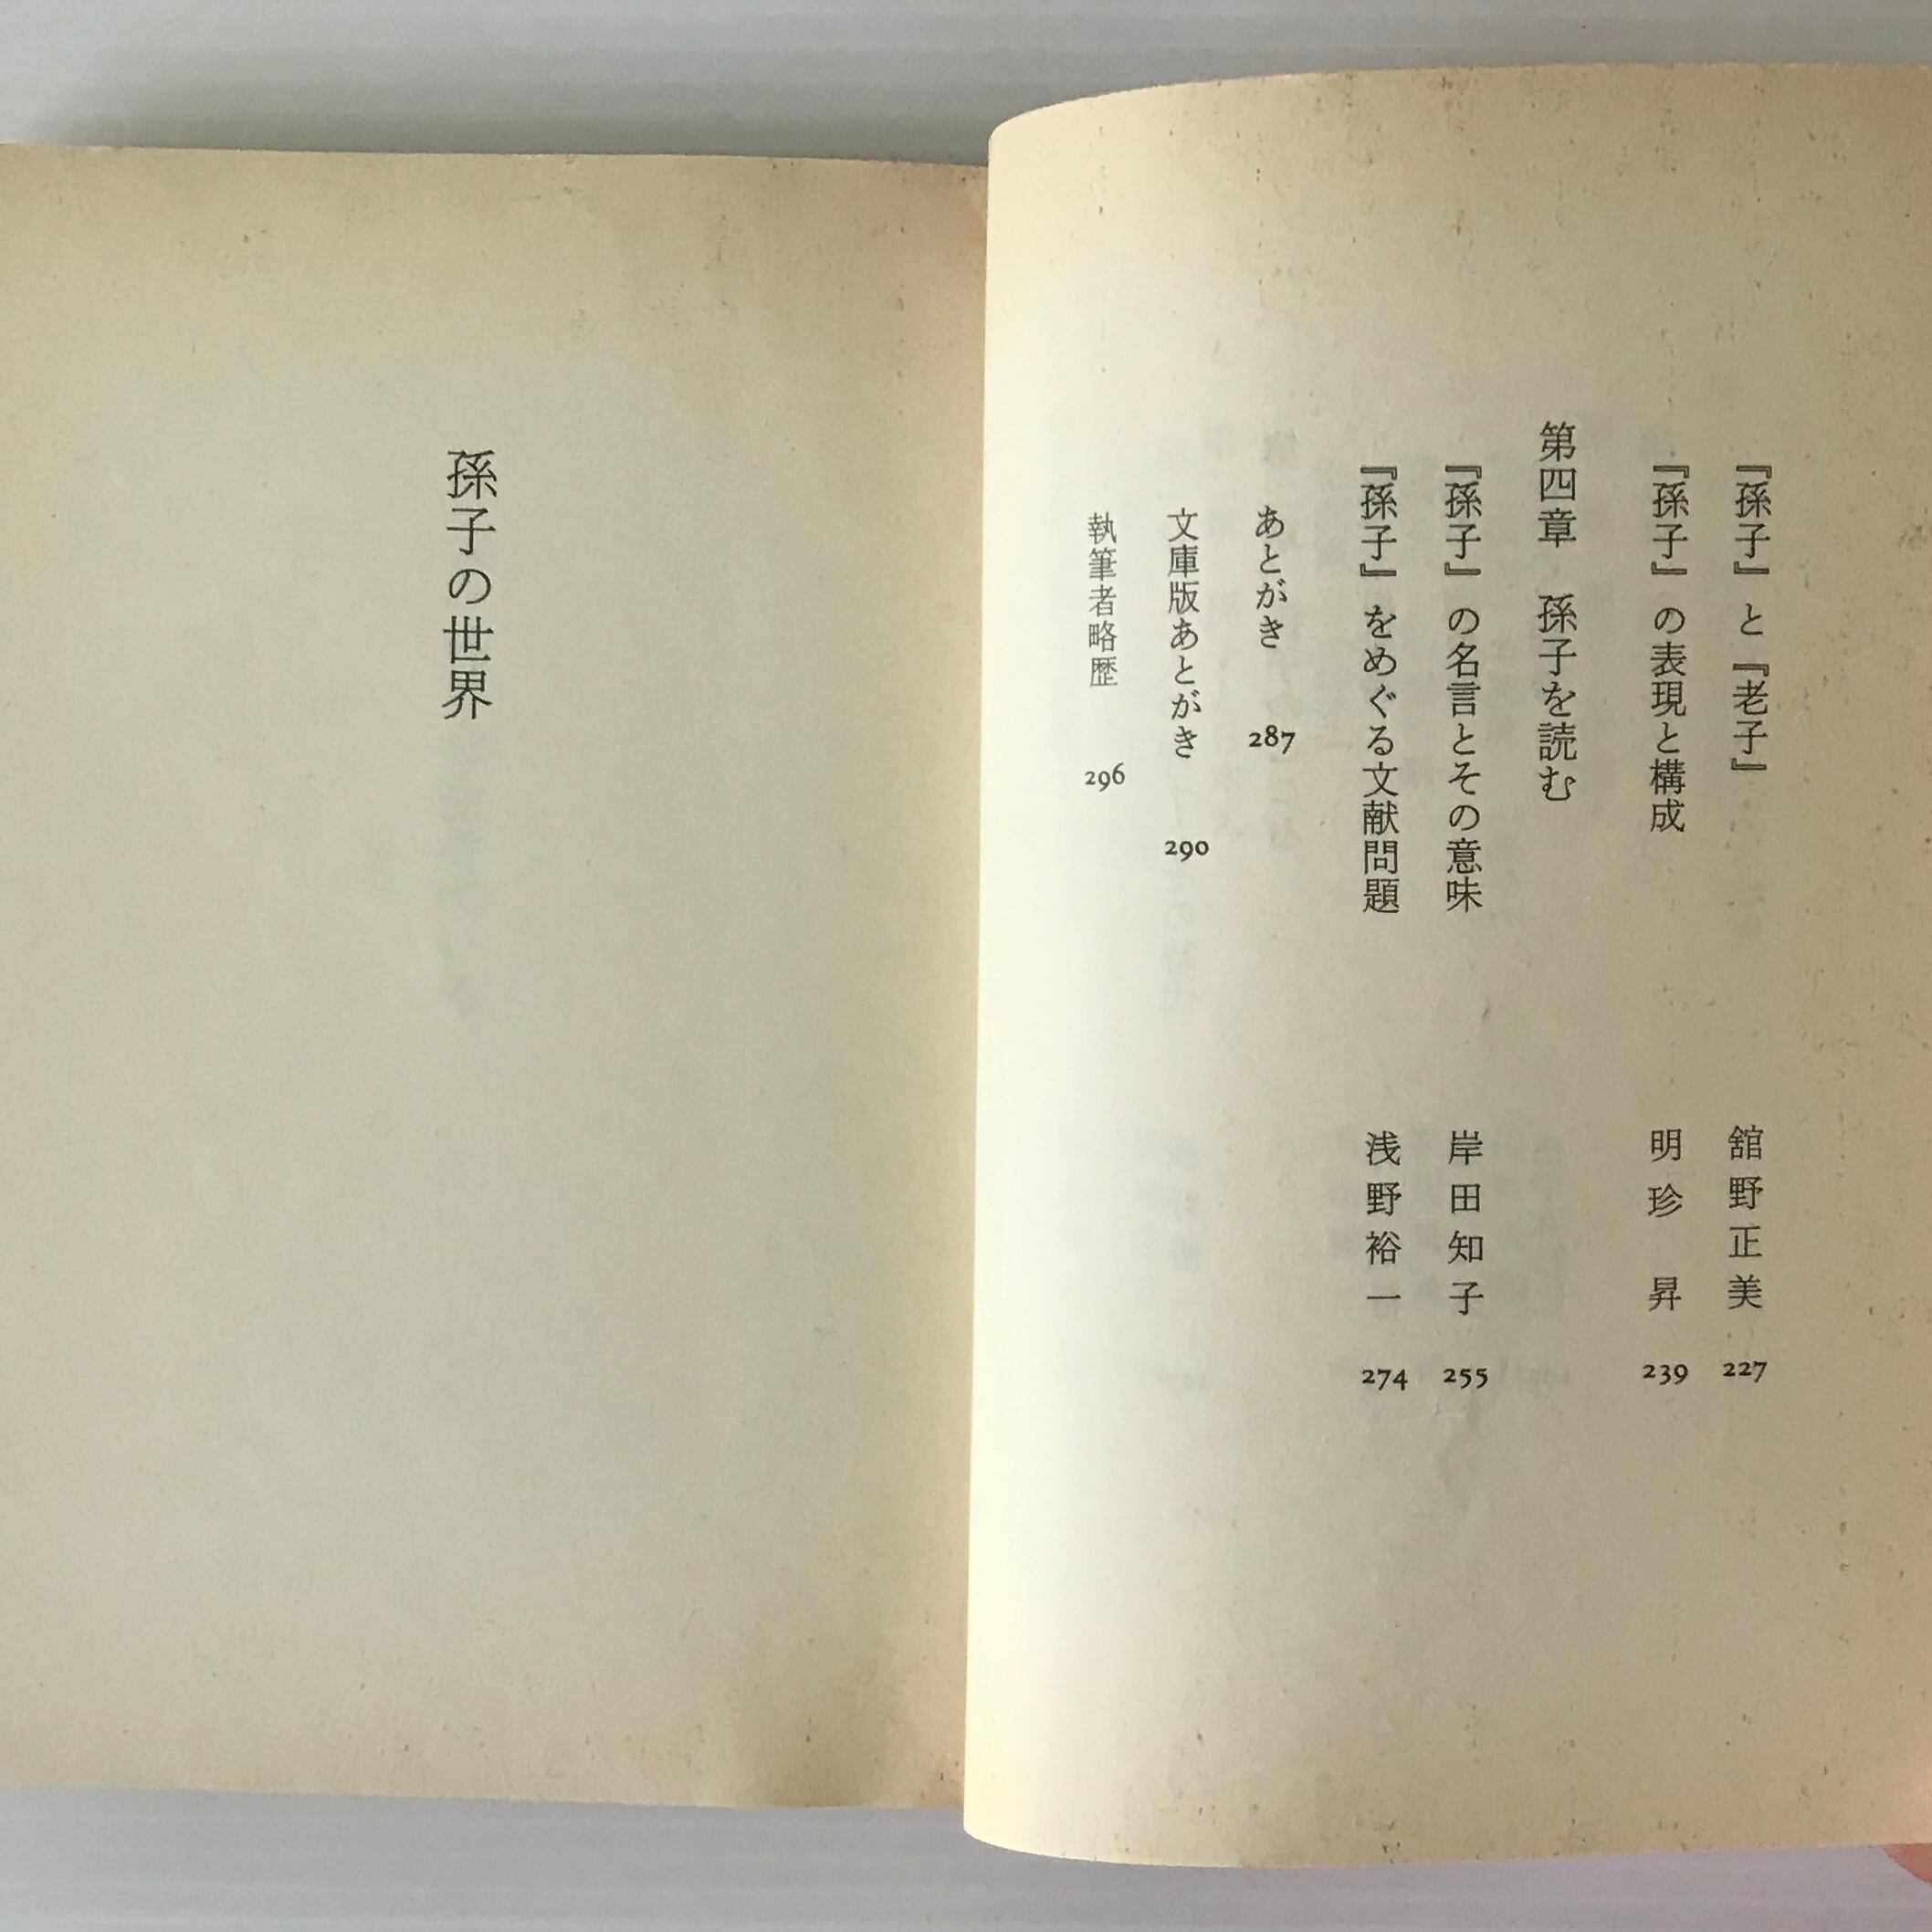 『孫子』と『老子』 舘野正美 227
『孫子』の表現と構成 明珍 昇 239
第四章 孫子を読む
『孫子』の名言とその意味 岸田知子 255
『孫子』をめぐる文献問題 浅野裕一 274
あとがき 287
文庫版あとがき 290
執筆者略歴 296
孫子の世界